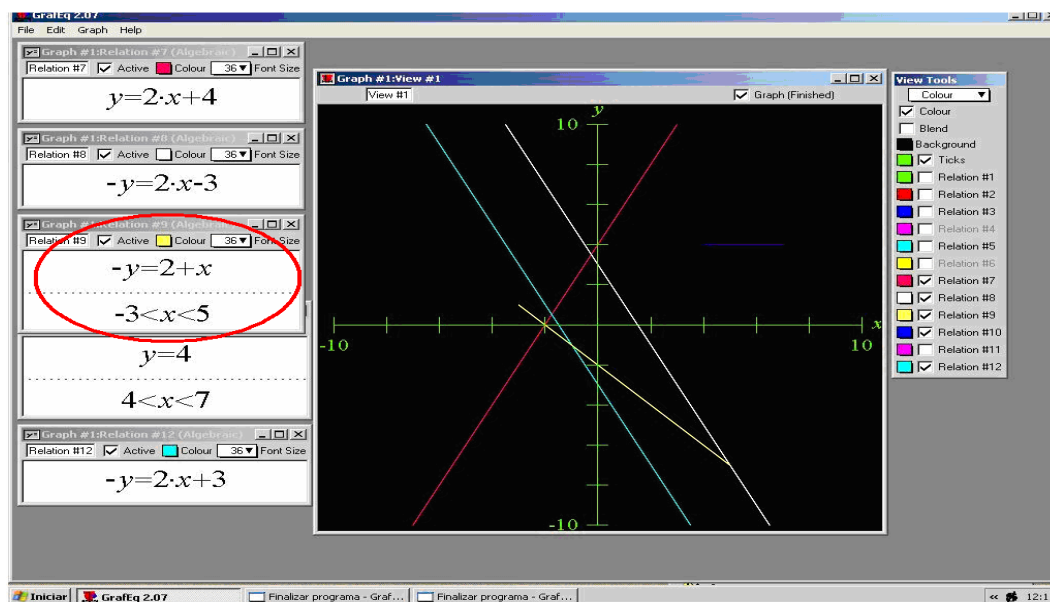 GrafEq 2.07
File Edit Graph Help
Graph #1:Relation #7 (Algebraic)
Relation #7 Active Colour 36 Font Size
y=2·x+4
Graph #1:Relation #8 (Algebraic)
Relation #8 Active Colour 36 Font Size
-y=2·x-3
Graph #1:Relation #9 (Algebraic)
Relation #9 Active Colour 36 Font Size
-y=2+x
-3<x<5
y=4
4<x<7
Graph #1:Relation #12 (Algebraic)
Relation #12 Active Colour 36 Font Size
-y=2·x+3
Graph #1:View #1
View #1 Graph (Finished)
y
10
-10
x
10
-10
View Tools
Colour
Colour
Blend
Background
Ticks
Relation #1
Relation #2
Relation #3
Relation #4
Relation #5
Relation #6
Relation #7
Relation #8
Relation #9
Relation #10
Relation #11
Relation #12
Iniciar GrafEq 2.07 Finalizar programa - Graf... Finalizar programa - Graf... « 12:1